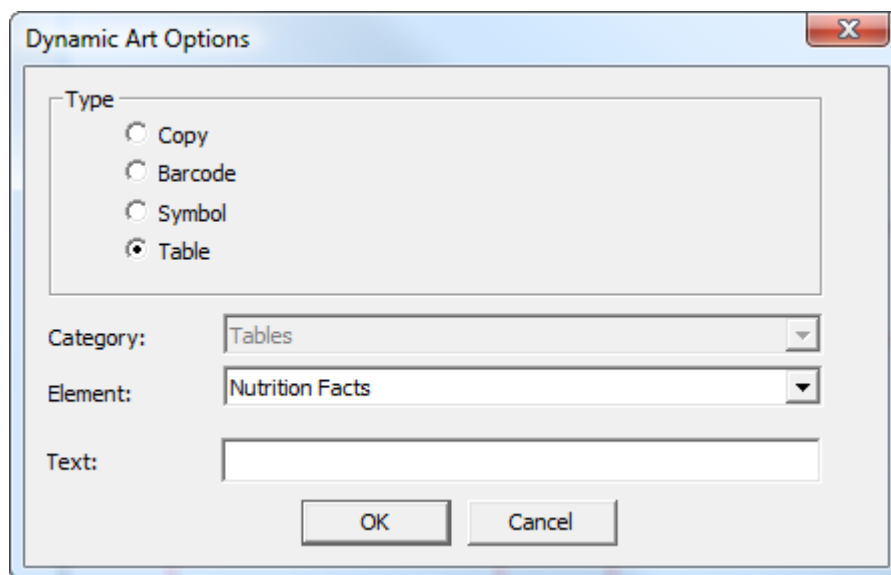 Dynamic Art Options
Type
Copy
Barcode
Symbol
Table
Category: Tables
Element: Nutrition Facts
Text:
OK Cancel